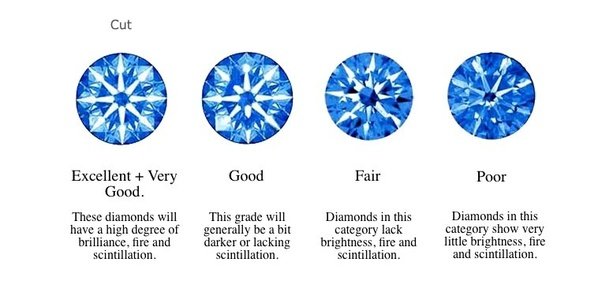 Cut
Excellent + Very
Good.
These diamonds will
have a high degree of
brilliance, fire and
scintillation.
Good
This grade will
generally be a bit
darker or lacking
scintillation.
Fair
Diamonds in this
category lack
brightness, fire and
scintillation.
Poor
Diamonds in this
category show very
little brightness, fire
and scintillation.